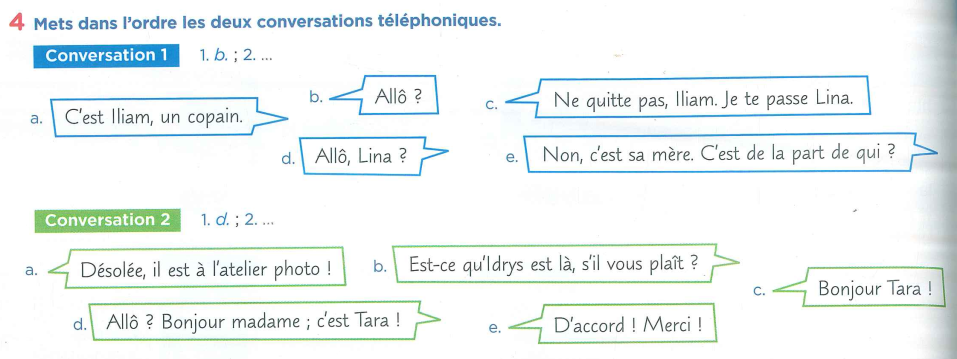 4 Mets dans l'ordre les deux conversations téléphoniques.
Conversation 1 1. b. ; 2. ...
a. C'est Iliam, un copain.
b. Allô ?
c. Ne quitte pas, Iliam. Je te passe Lina.
d. Allô, Lina ?
e. Non, c'est sa mère. C'est de la part de qui ?
Conversation 2 1. d. ; 2. ...
a. Désolée, il est à l'atelier photo !
b. Est-ce qu'Idrys est là, s'il vous plaît ?
c. Bonjour Tara !
d. Allô ? Bonjour madame ; c'est Tara !
e. D'accord ! Merci !